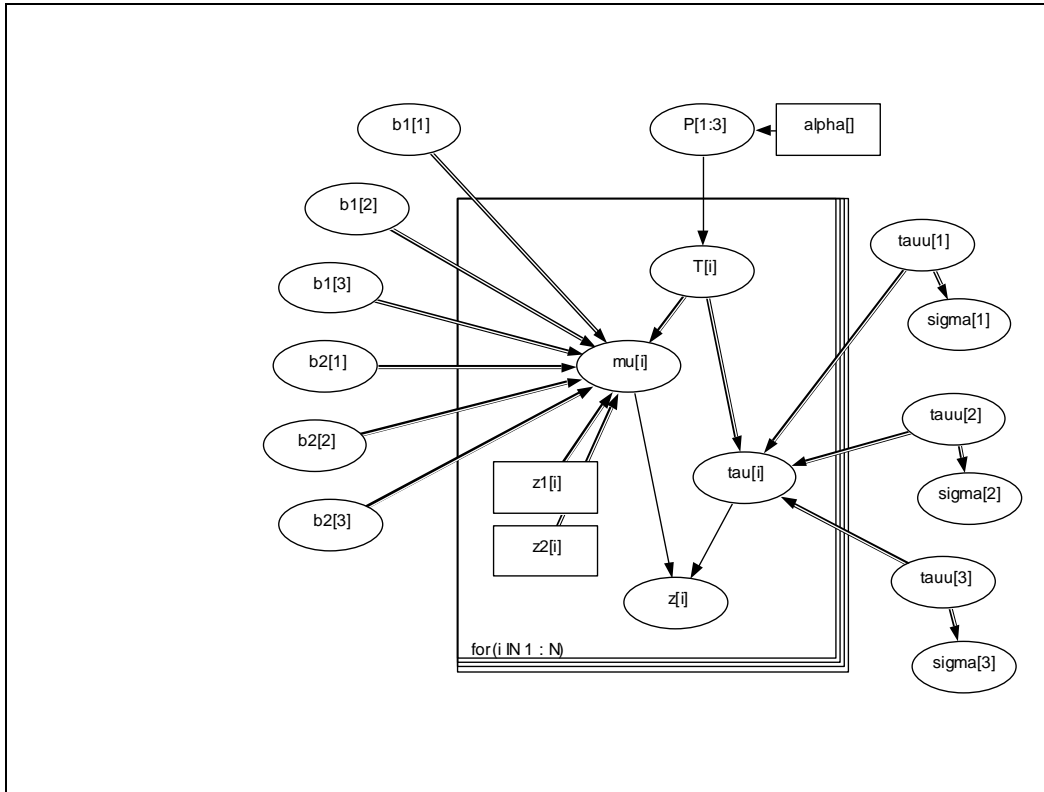 b1[1]
P[1:3]
alpha[]
b1[2]
tauu[1]
T[i]
b1[3]
sigma[1]
mu[i]
b2[1]
tauu[2]
b2[2]
tau[i]
z1[i]
sigma[2]
b2[3]
z2[i]
tauu[3]
z[i]
for(i IN 1 : N)
sigma[3]